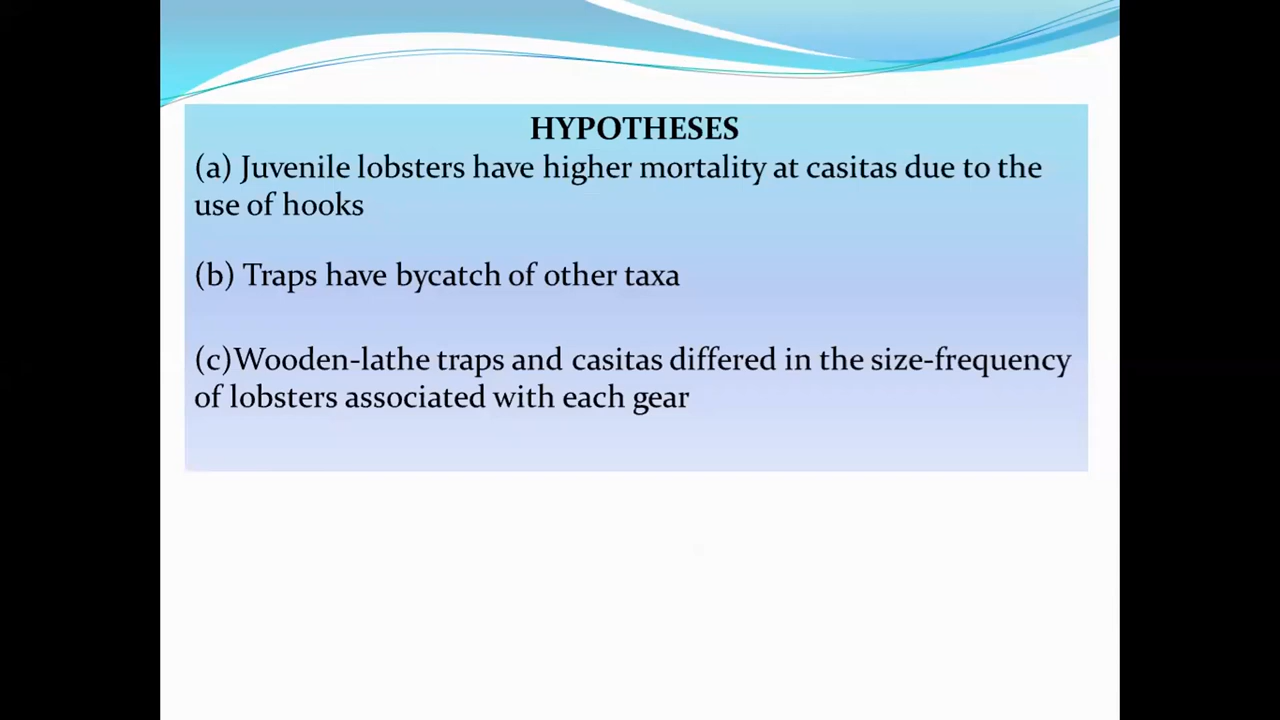 HYPOTHESES
(a) Juvenile lobsters have higher mortality at casitas due to the
use of hooks
(b) Traps have bycatch of other taxa
(c)Wooden-lathe traps and casitas differed in the size-frequency
of lobsters associated with each gear